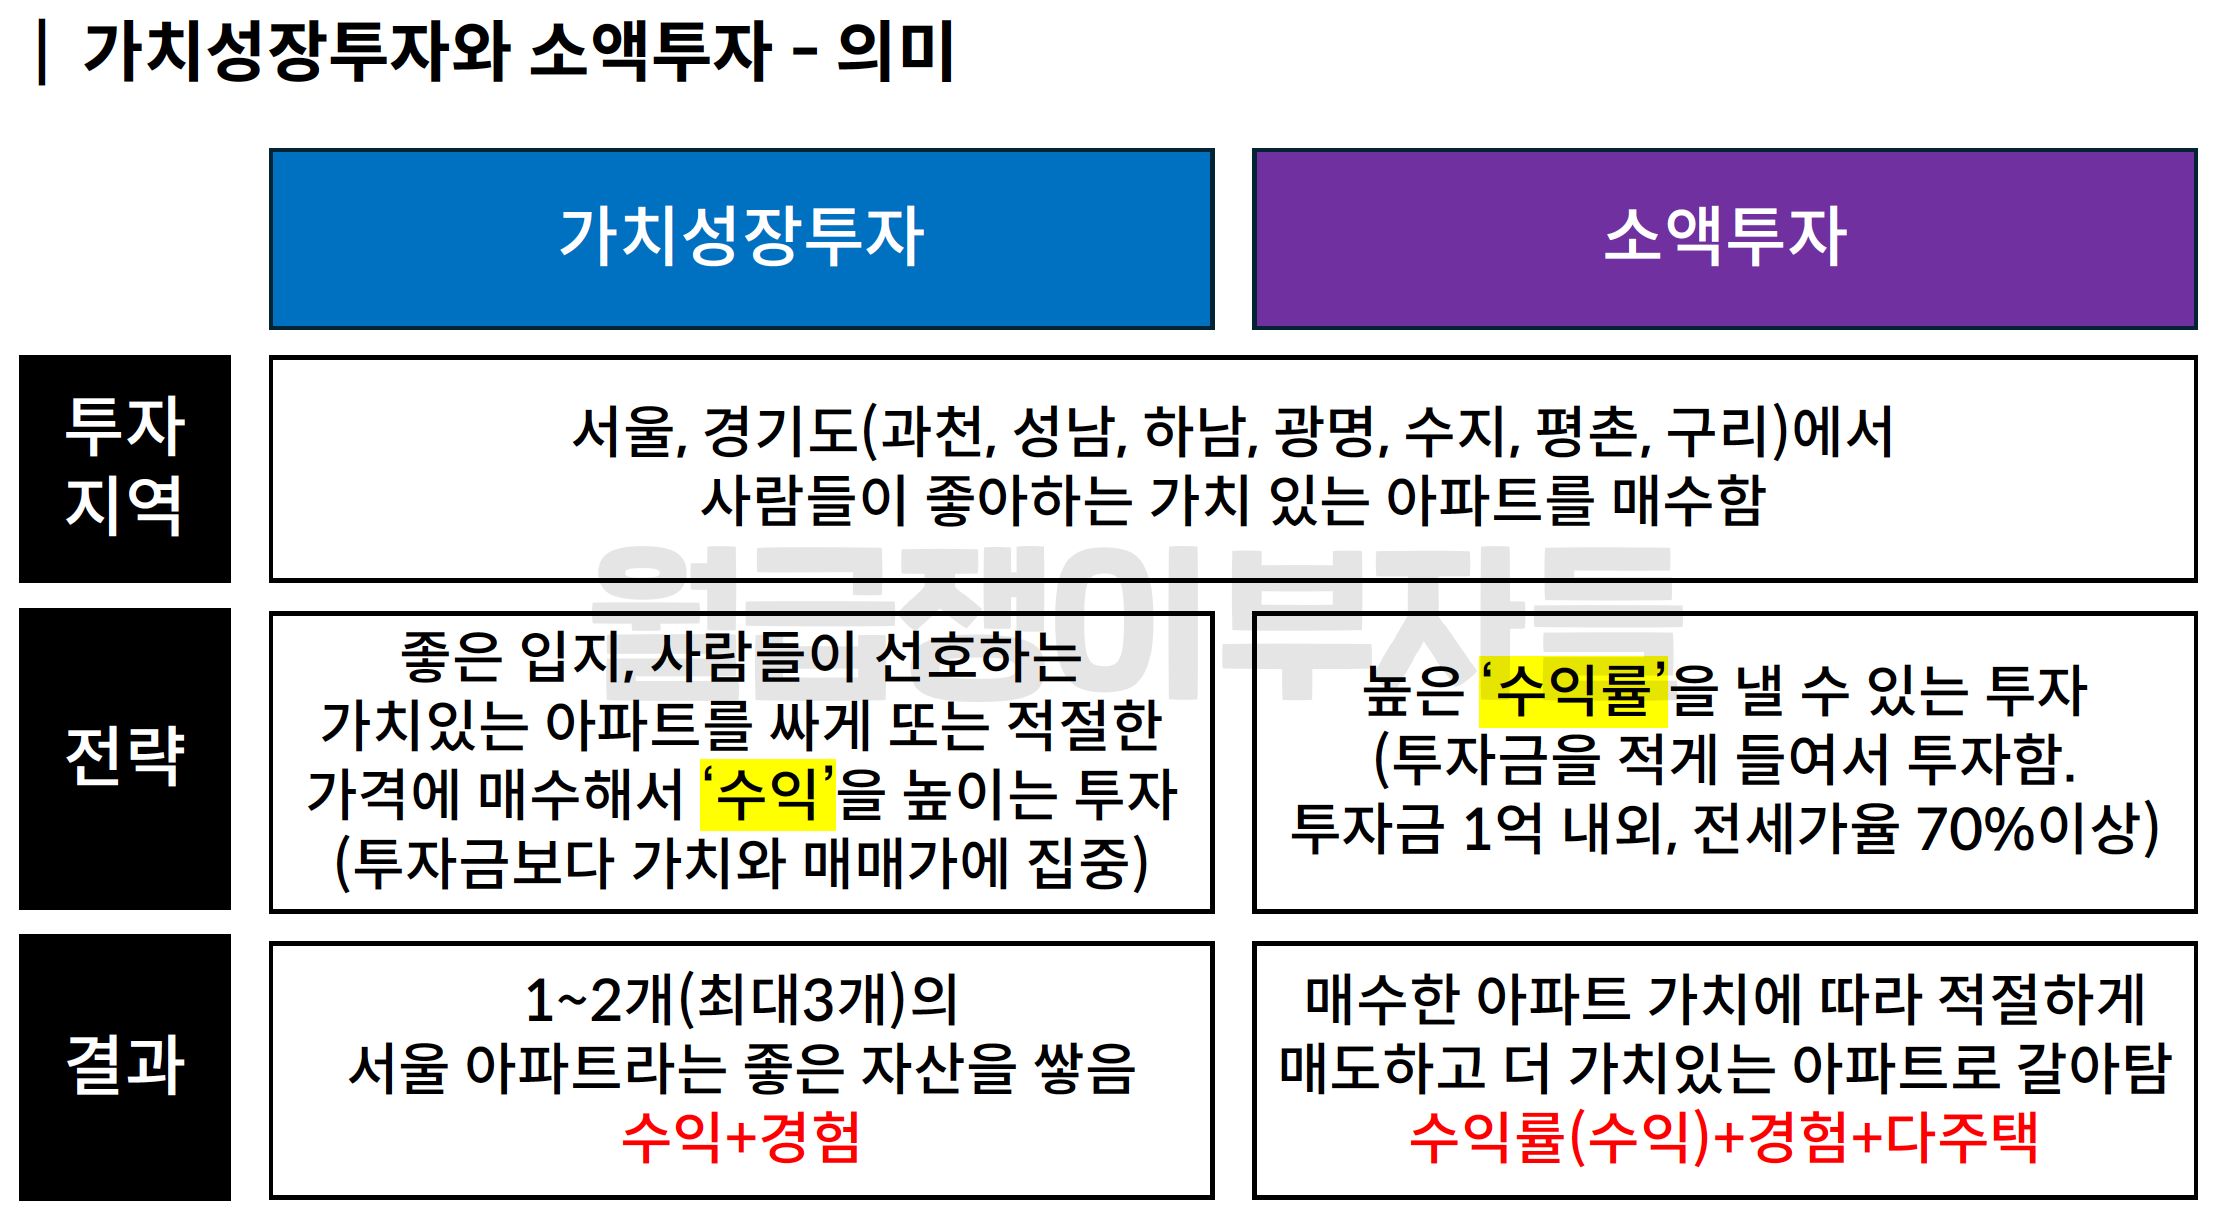 | 가치성장투자와 소액투자 - 의미
가치성장투자
소액투자
투자
지역
서울, 경기도(과천, 성남, 하남, 광명, 수지, 평촌, 구리)에서
사람들이 좋아하는 가치 있는 아파트를 매수함
월급쟁이부자들
전략
좋은 입지, 사람들이 선호하는
가치있는 아파트를 싸게 또는 적절한
가격에 매수해서 ‘수익’을 높이는 투자
(투자금보다 가치와 매매가에 집중)
높은 ‘수익률’을 낼 수 있는 투자
(투자금을 적게 들여서 투자함.
투자금 1억 내외, 전세가율 70%이상)
결과
1~2개(최대3개)의
서울 아파트라는 좋은 자산을 쌓음
수익+경험
매수한 아파트 가치에 따라 적절하게
매도하고 더 가치있는 아파트로 갈아탐
수익률(수익)+경험+다주택